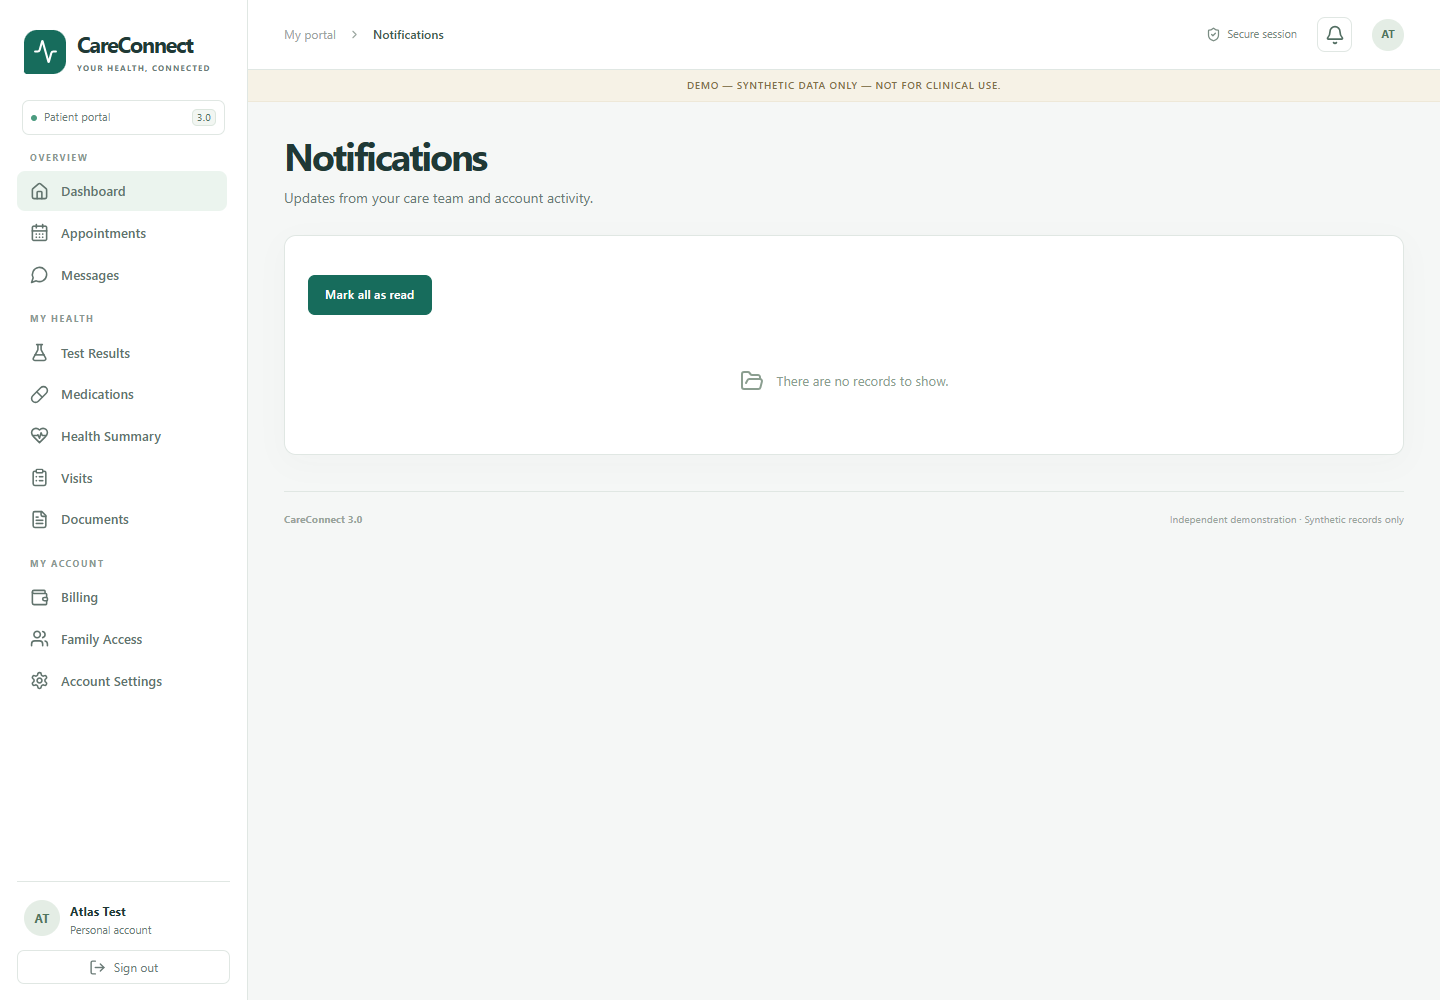 CareConnect
YOUR HEALTH, CONNECTED
Patient portal 3.0
OVERVIEW
Dashboard
Appointments
Messages
MY HEALTH
Test Results
Medications
Health Summary
Visits
Documents
MY ACCOUNT
Billing
Family Access
Account Settings
AT Atlas Test
Personal account
Sign out
My portal > Notifications
Secure session
AT
DEMO — SYNTHETIC DATA ONLY — NOT FOR CLINICAL USE.
Notifications
Updates from your care team and account activity.
Mark all as read
There are no records to show.
CareConnect 3.0
Independent demonstration · Synthetic records only